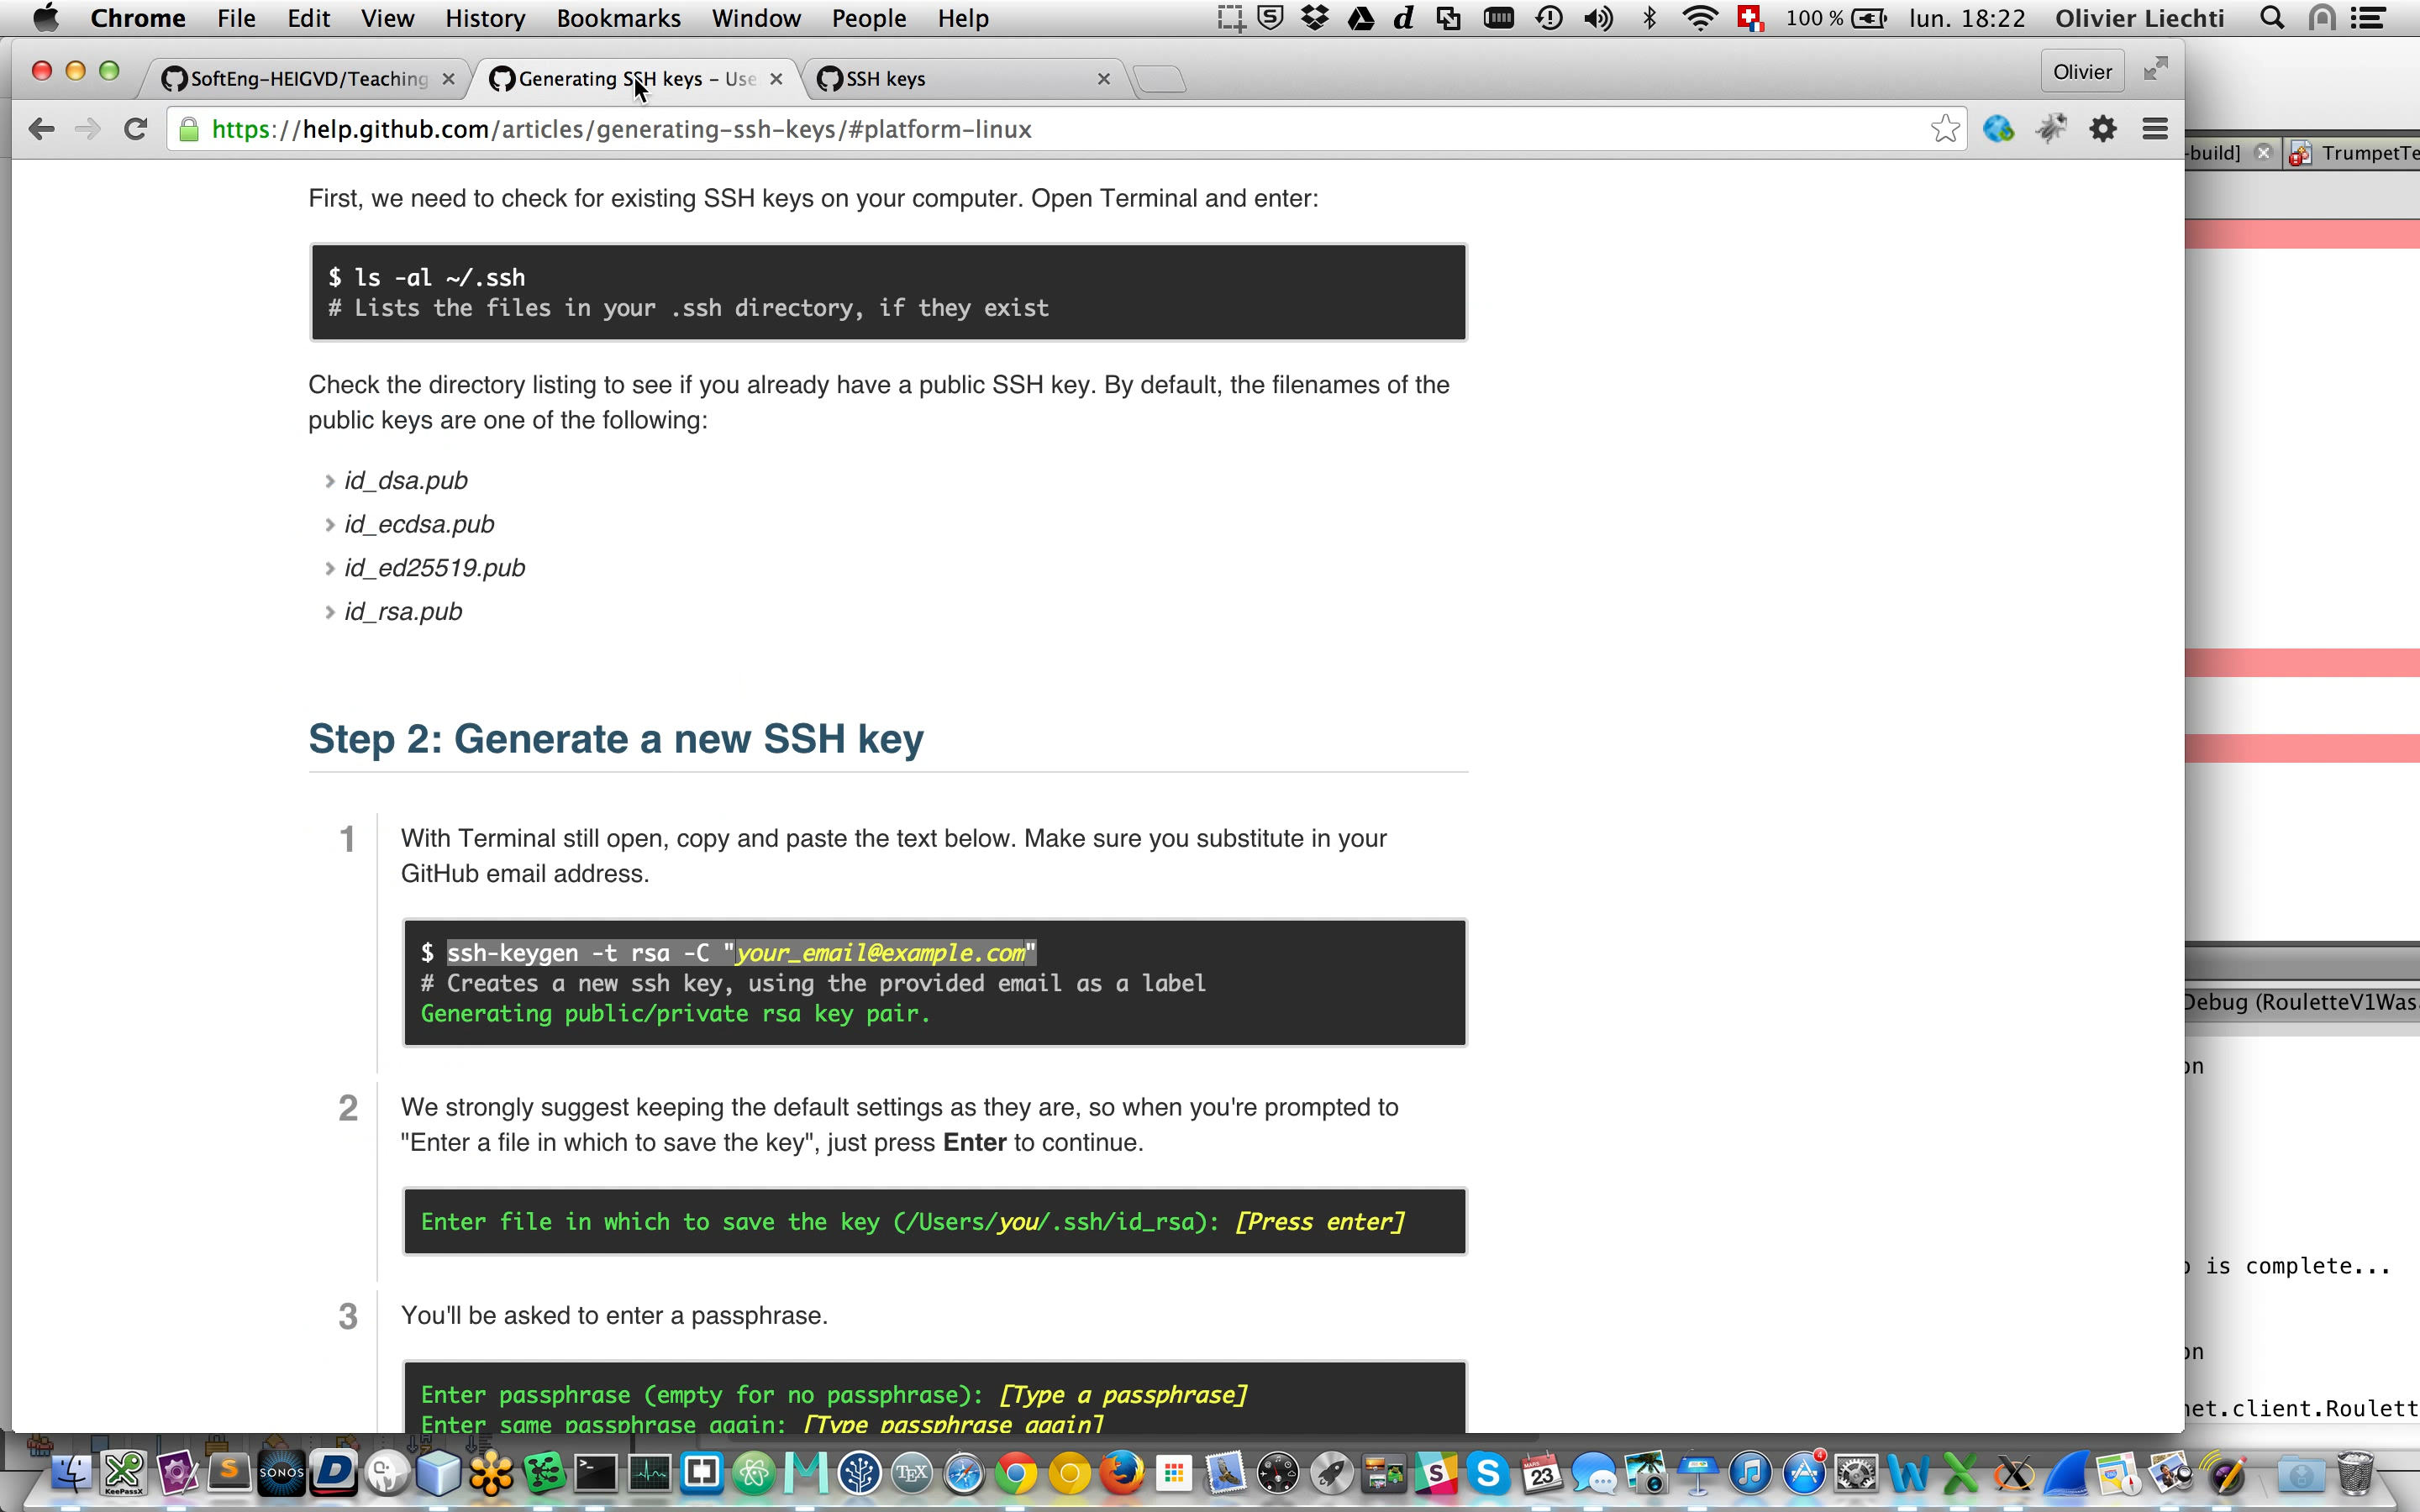 Chrome File Edit View History Bookmarks Window People Help 100 % lun. 18:22 Olivier Liechti
SoftEng-HEIGVD/Teaching Generating SSH keys – Use SSH keys Olivier
https://help.github.com/articles/generating-ssh-keys/#platform-linux
-build] TrumpetTe
First, we need to check for existing SSH keys on your computer. Open Terminal and enter:
$ ls -al ~/.ssh
# Lists the files in your .ssh directory, if they exist
Check the directory listing to see if you already have a public SSH key. By default, the filenames of the
public keys are one of the following:
id_dsa.pub
id_ecdsa.pub
id_ed25519.pub
id_rsa.pub
Step 2: Generate a new SSH key
1 With Terminal still open, copy and paste the text below. Make sure you substitute in your
GitHub email address.
$ ssh-keygen -t rsa -C "your_email@example.com"
# Creates a new ssh key, using the provided email as a label
Generating public/private rsa key pair.
2 We strongly suggest keeping the default settings as they are, so when you're prompted to
"Enter a file in which to save the key", just press Enter to continue.
Enter file in which to save the key (/Users/you/.ssh/id_rsa): [Press enter]
3 You'll be asked to enter a passphrase.
Enter passphrase (empty for no passphrase): [Type a passphrase]
Enter same passphrase again: [Type passphrase again]
Debug (RouletteV1Was
on
is complete...
on
net.client.Roulett
KeePassX
SONOS
TEX
MARS
23
4